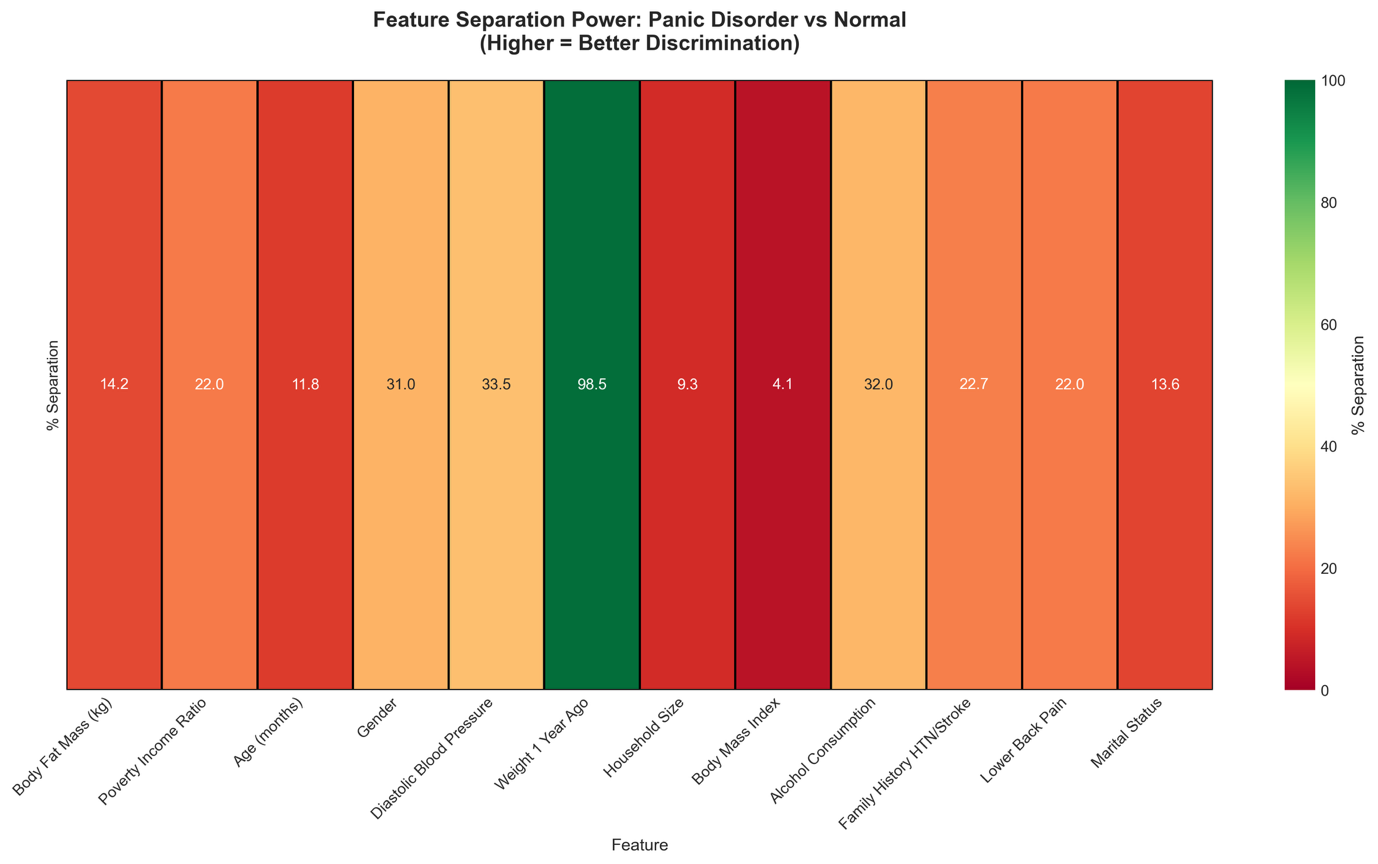 Feature Separation Power: Panic Disorder vs Normal
(Higher = Better Discrimination)
% Separation
14.2
22.0
11.8
31.0
33.5
98.5
9.3
4.1
32.0
22.7
22.0
13.6
Body Fat Mass (kg)
Poverty Income Ratio
Age (months)
Gender
Diastolic Blood Pressure
Weight 1 Year Ago
Household Size
Body Mass Index
Alcohol Consumption
Family History HTN/Stroke
Lower Back Pain
Marital Status
Feature
100
80
60
40
20
0
% Separation